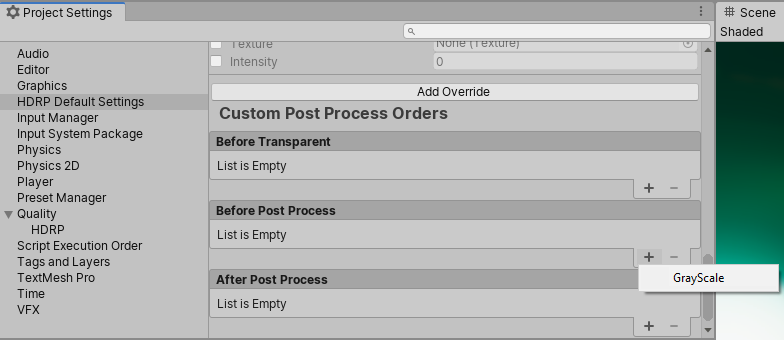 Project Settings
Scene
Shaded
Audio
Editor
Graphics
HDRP Default Settings
Input Manager
Input System Package
Physics
Physics 2D
Player
Preset Manager
Quality
HDRP
Script Execution Order
Tags and Layers
TextMesh Pro
Time
VFX
Texture
None (Texture)
Intensity
0
Add Override
Custom Post Process Orders
Before Transparent
List is Empty
Before Post Process
List is Empty
GrayScale
After Post Process
List is Empty